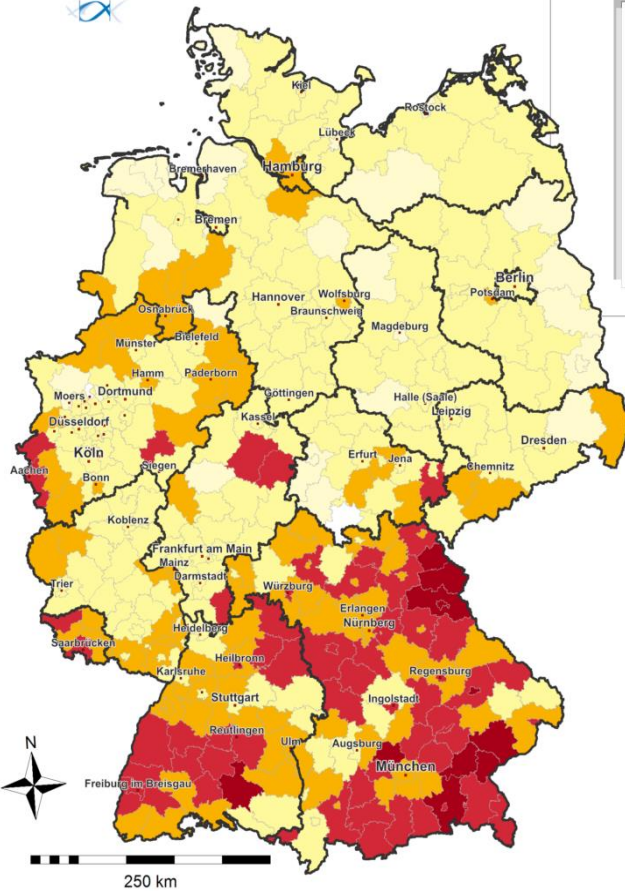 Kiel
Rostock
Lübeck
Hamburg
Bremerhaven
Bremen
Berlin
Hannover
Wolfsburg
Potsdam
Osnabrück
Braunschweig
Magdeburg
Bielefeld
Münster
Hamm
Paderborn
Moers
Dortmund
Göttingen
Halle (Saale)
Leipzig
Düsseldorf
Kassel
Dresden
Köln
Erfurt
Jena
Aachen
Siegen
Chemnitz
Bonn
Koblenz
Frankfurt am Main
Mainz
Darmstadt
Trier
Würzburg
Erlangen
Nürnberg
Heidelberg
Saarbrücken
Heilbronn
Karlsruhe
Regensburg
Stuttgart
Ingolstadt
Reutlingen
Ulm
Augsburg
N
München
Freiburg im Breisgau
250 km